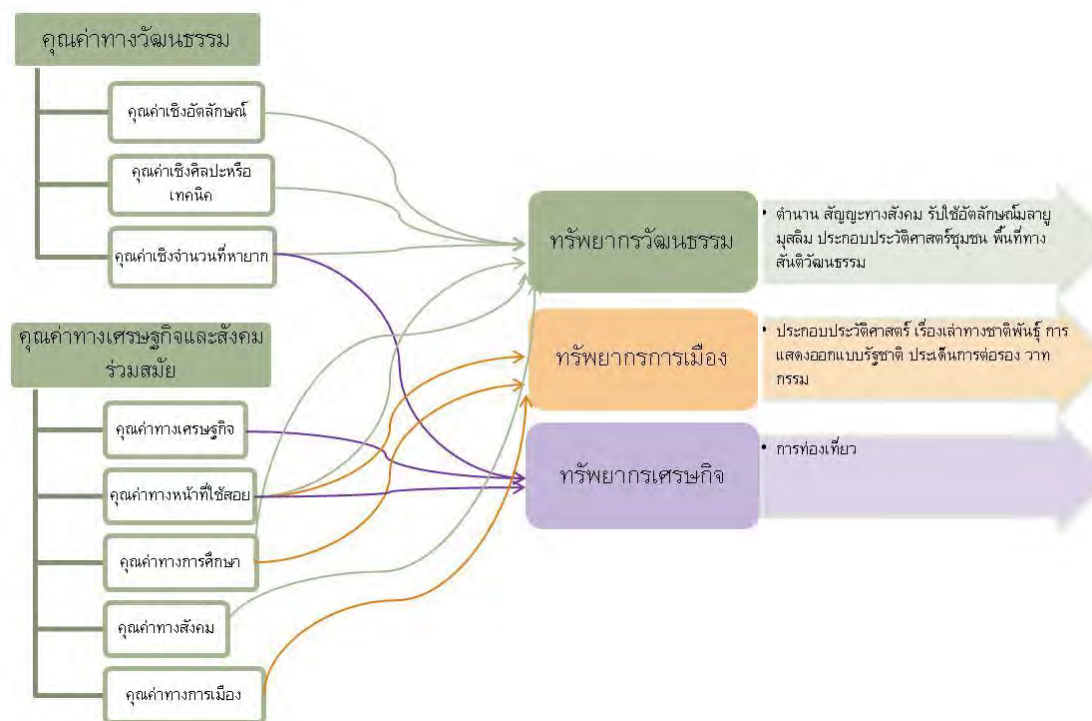 คุณค่าทางวัฒนธรรม
คุณค่าเชิงอัตลักษณ์
คุณค่าเชิงศิลปะหรือ
เทคนิค
คุณค่าเชิงจำนวนที่หายาก
คุณค่าทางเศรษฐกิจและสังคม
ร่วมสมัย
คุณค่าทางเศรษฐกิจ
คุณค่าทางหน้าที่ใช้สอย
คุณค่าทางการศึกษา
คุณค่าทางสังคม
คุณค่าทางการเมือง
ทรัพยากรวัฒนธรรม
• ตำนาน สัญญะทางสังคม รับใช้อัตลักษณ์มลายู
มุสลิม ประกอบประวัติศาสตร์ชุมชน พื้นที่ทาง
สันติวัฒนธรรม
ทรัพยากรการเมือง
• ประกอบประวัติศาสตร์ เรื่องเล่าทางชาติพันธุ์ การ
แสดงออกแบบรัฐชาติ ประเด็นการต่อรอง วาท
กรรม
ทรัพยากรเศรษกิจ
• การท่องเที่ยว